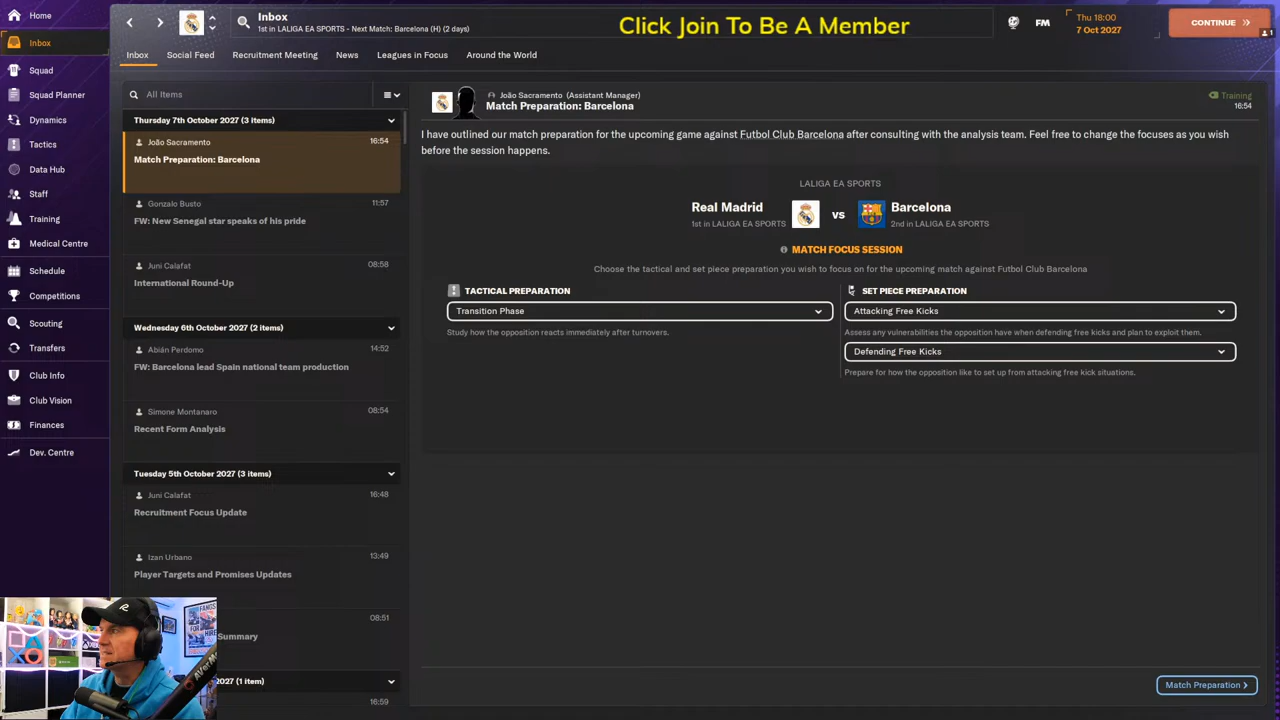 Home
Inbox
Squad
Squad Planner
Dynamics
Tactics
Data Hub
Staff
Training
Medical Centre
Schedule
Competitions
Scouting
Transfers
Club Info
Club Vision
Finances
Dev. Centre
Inbox
1st in LALIGA EA SPORTS - Next Match: Barcelona (H) (2 days)
Click Join To Be A Member
FM
Thu 18:00
7 Oct 2027
CONTINUE
1
Inbox
Social Feed
Recruitment Meeting
News
Leagues in Focus
Around the World
All Items
Thursday 7th October 2027 (3 items)
João Sacramento 16:54
Match Preparation: Barcelona
Gonzalo Busto 11:57
FW: New Senegal star speaks of his pride
Juni Calafat 08:58
International Round-Up
Wednesday 6th October 2027 (2 items)
Abián Perdomo 14:52
FW: Barcelona lead Spain national team production
Simone Montanaro 08:54
Recent Form Analysis
Tuesday 5th October 2027 (3 items)
Juni Calafat 16:48
Recruitment Focus Update
Izan Urbano 13:49
Player Targets and Promises Updates
08:51
Summary
2027 (1 item)
16:59
João Sacramento (Assistant Manager)
Match Preparation: Barcelona
Training
16:54
I have outlined our match preparation for the upcoming game against Futbol Club Barcelona after consulting with the analysis team. Feel free to change the focuses as you wish
before the session happens.
LALIGA EA SPORTS
Real Madrid
1st in LALIGA EA SPORTS
VS
Barcelona
2nd in LALIGA EA SPORTS
MATCH FOCUS SESSION
Choose the tactical and set piece preparation you wish to focus on for the upcoming match against Futbol Club Barcelona
TACTICAL PREPARATION
Transition Phase
Study how the opposition reacts immediately after turnovers.
SET PIECE PREPARATION
Attacking Free Kicks
Assess any vulnerabilities the opposition have when defending free kicks and plan to exploit them.
Defending Free Kicks
Prepare for how the opposition like to set up from attacking free kick situations.
Match Preparation